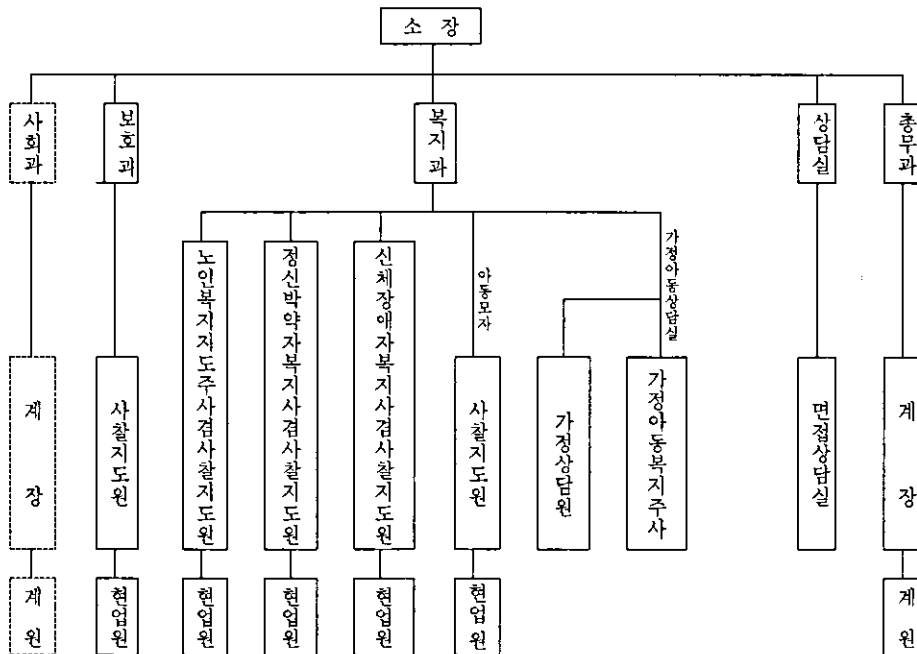 소장
사회과
보호과
복지과
상담실
총무과
노인복지지도주사겸사찰지도원
정신박약자복지사겸사찰지도원
신체장애자복지사겸사찰지도원
아동모자
가정아동상담실
계장
사찰지도원
사찰지도원
가정상담원
가정아동복지주사
면접상담실
계장
계원
현업원
현업원
현업원
현업원
현업원
계원